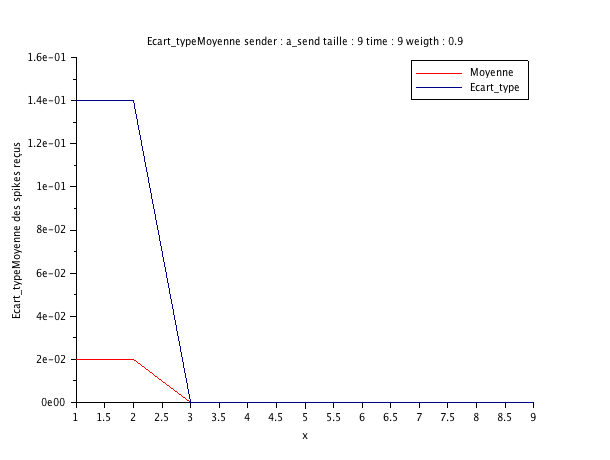 Ecart_typeMoyenne sender : a_send taille : 9 time : 9 weigth : 0.9
1.6e-01
1.4e-01
1.2e-01
1e-01
8e-02
6e-02
4e-02
2e-02
0e00
Ecart_typeMoyenne des spikes reçus
Moyenne
Ecart_type
1 1.5 2 2.5 3 3.5 4 4.5 5 5.5 6 6.5 7 7.5 8 8.5 9
x